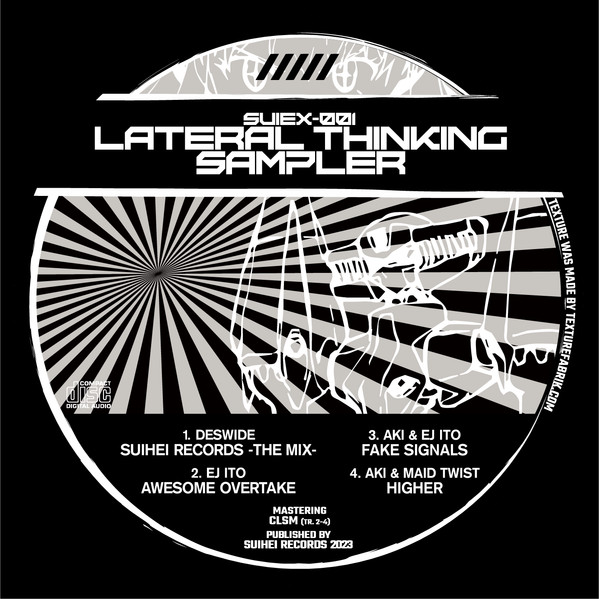 SUIEX-001
LATERAL THINKING
SAMPLER
TEXTURE WAS MADE BY TEXTUREFABRIK.COM
COMPACT
disc
DIGITAL AUDIO
1. DESWIDE
SUIHEI RECORDS -THE MIX-
2. EJ ITO
AWESOME OVERTAKE
3. AKI & EJ ITO
FAKE SIGNALS
4. AKI & MAID TWIST
HIGHER
MASTERING
CLSM (TR. 2-4)
PUBLISHED BY
SUIHEI RECORDS 2023